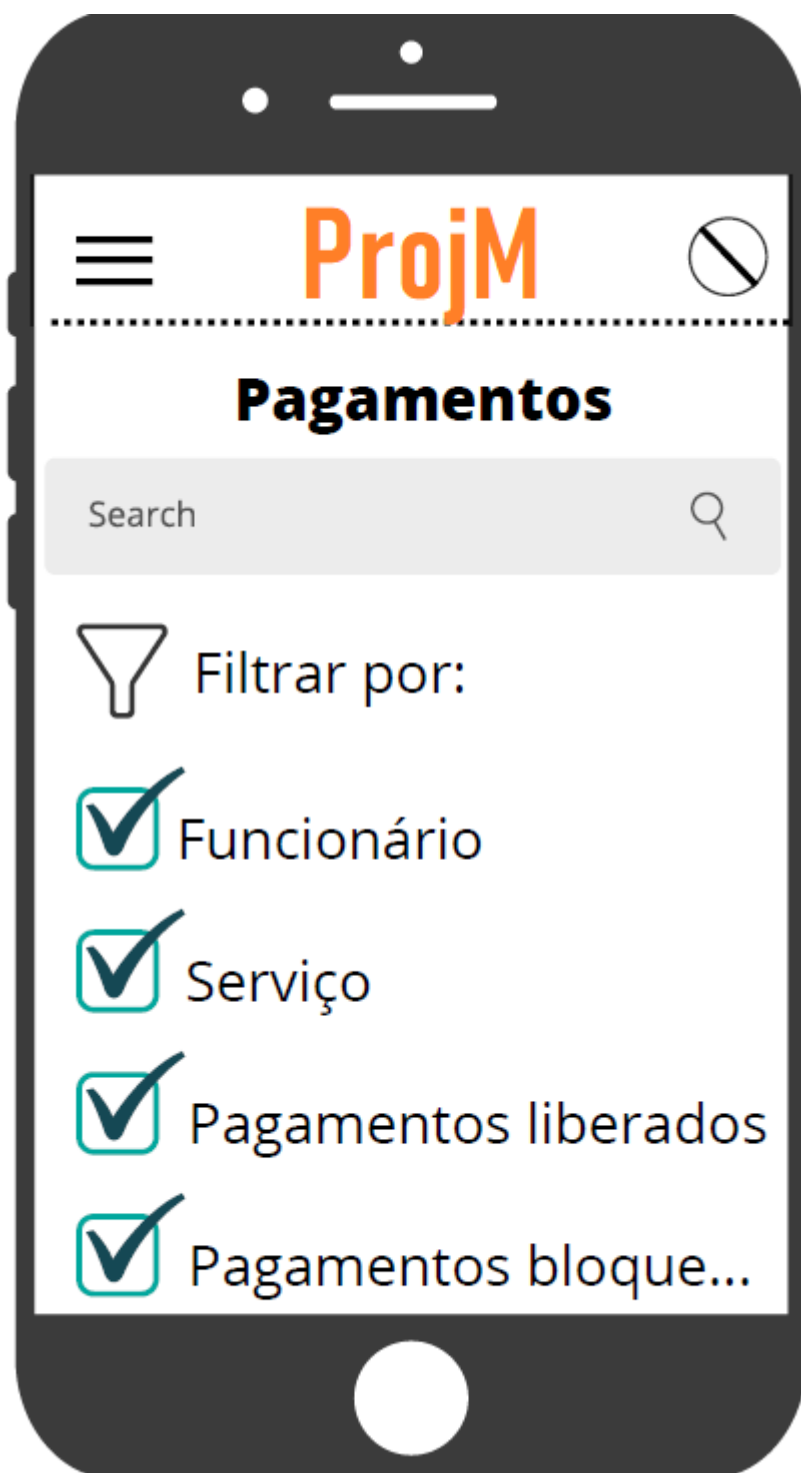 ProjM
Pagamentos
Search
Filtrar por:
Funcionário
Serviço
Pagamentos liberados
Pagamentos bloque...